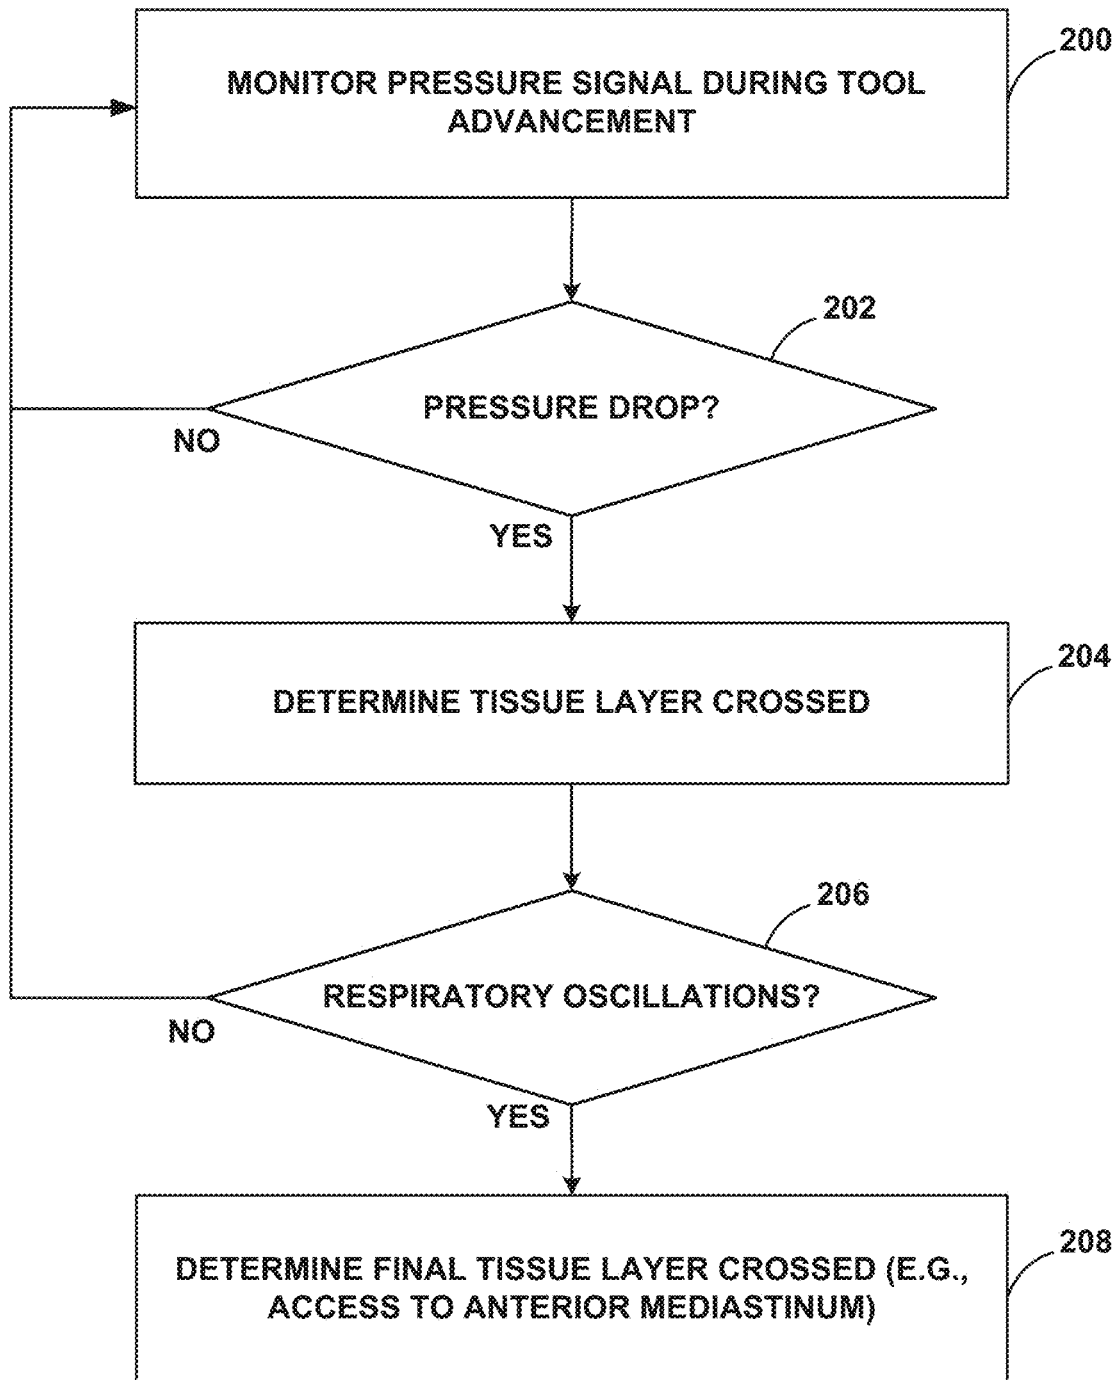 200
MONITOR PRESSURE SIGNAL DURING TOOL
ADVANCEMENT
202
PRESSURE DROP?
NO
YES
204
DETERMINE TISSUE LAYER CROSSED
206
RESPIRATORY OSCILLATIONS?
NO
YES
208
DETERMINE FINAL TISSUE LAYER CROSSED (E.G.,
ACCESS TO ANTERIOR MEDIASTINUM)